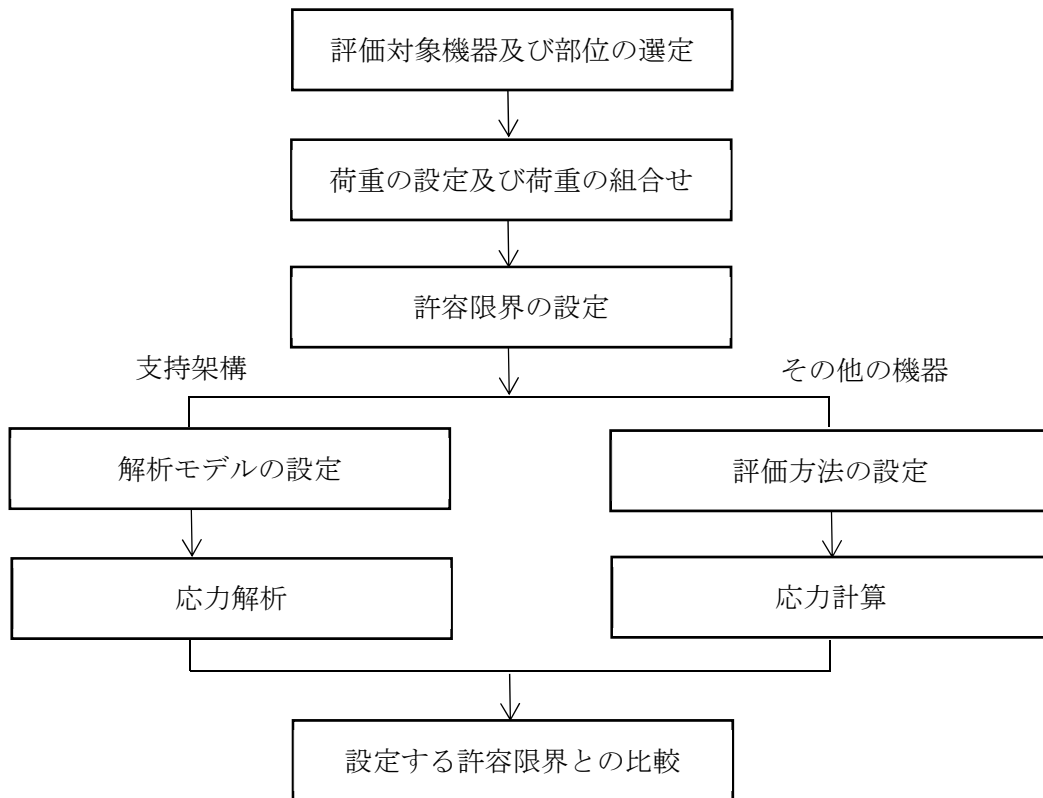 評価対象機器及び部位の選定
荷重の設定及び荷重の組合せ
許容限界の設定
支持架構
その他の機器
解析モデルの設定
評価方法の設定
応力解析
応力計算
設定する許容限界との比較